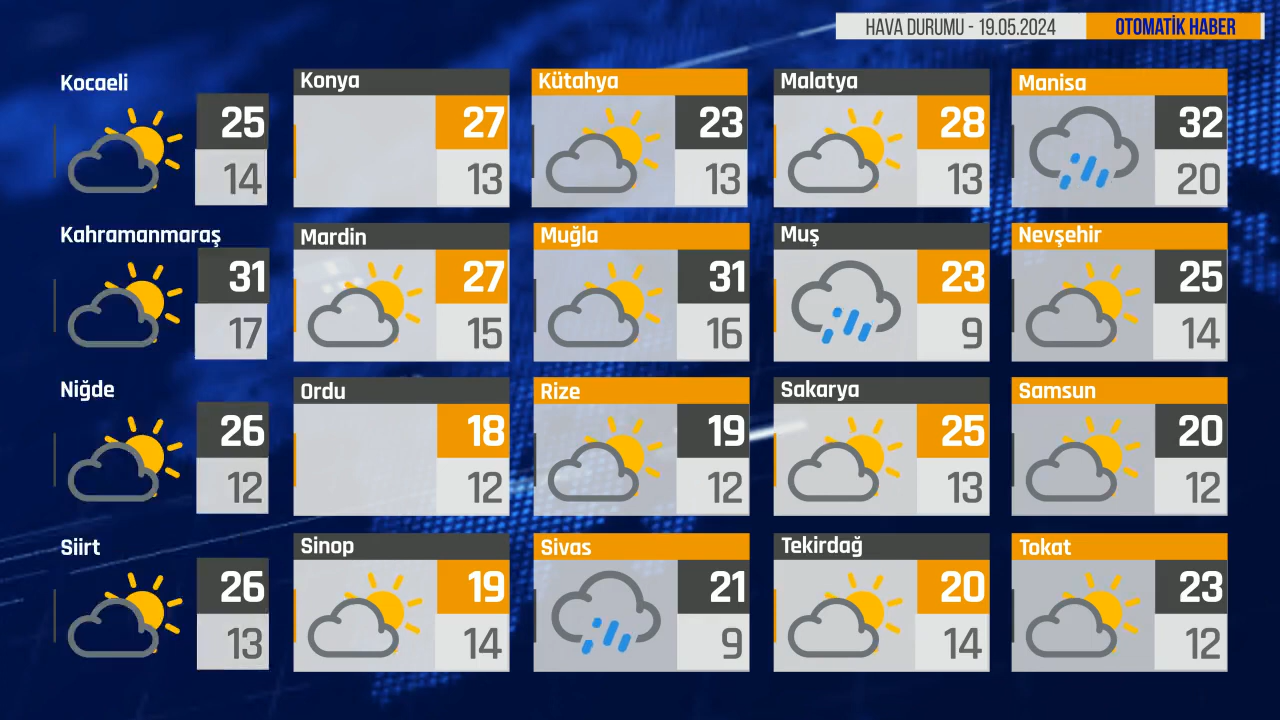 HAVA DURUMU - 19.05.2024 OTOMATİK HABER
Kocaeli 25 14
Konya 27 13
Kütahya 23 13
Malatya 28 13
Manisa 32 20
Kahramanmaraş 31 17
Mardin 27 15
Muğla 31 16
Muş 23 9
Nevşehir 25 14
Niğde 26 12
Ordu 18 12
Rize 19 12
Sakarya 25 13
Samsun 20 12
Siirt 26 13
Sinop 19 14
Sivas 21 9
Tekirdağ 20 14
Tokat 23 12